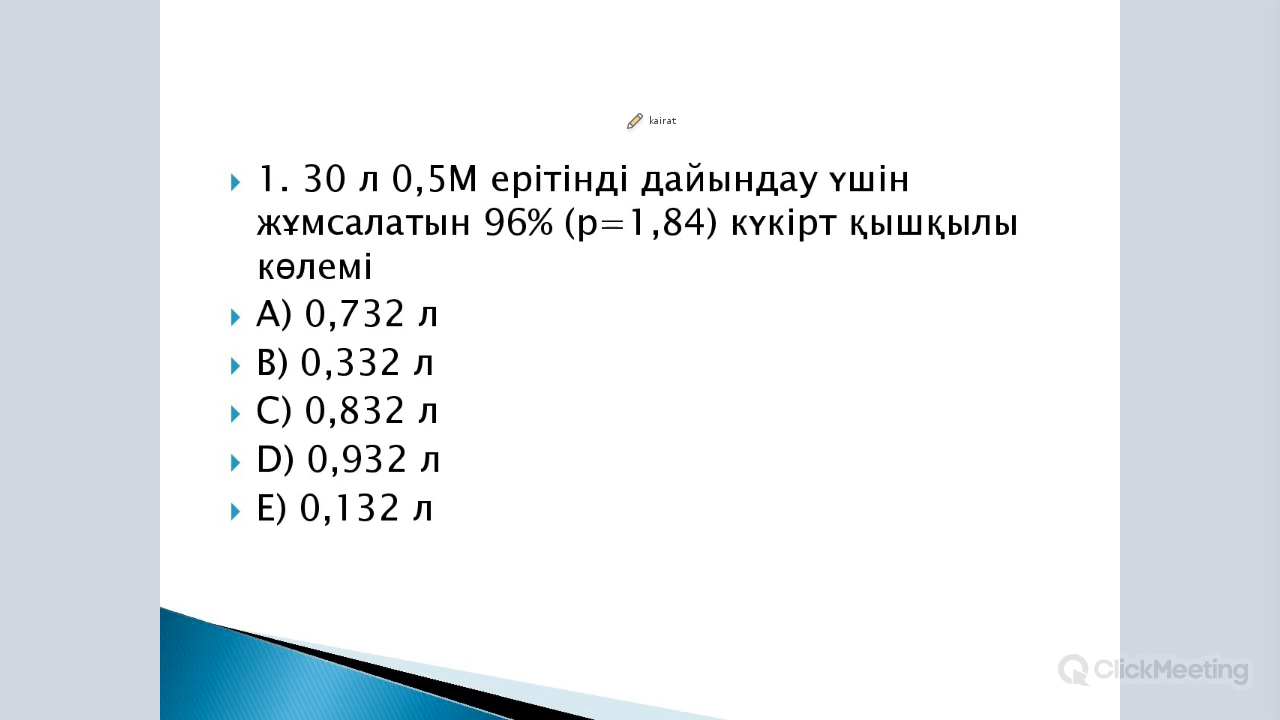 kairat
1. 30 л 0,5М ерітінді дайындау үшін
жұмсалатын 96% (р=1,84) күкірт қышқылы
көлемі
А) 0,732 л
В) 0,332 л
С) 0,832 л
D) 0,932 л
Е) 0,132 л
ClickMeeting